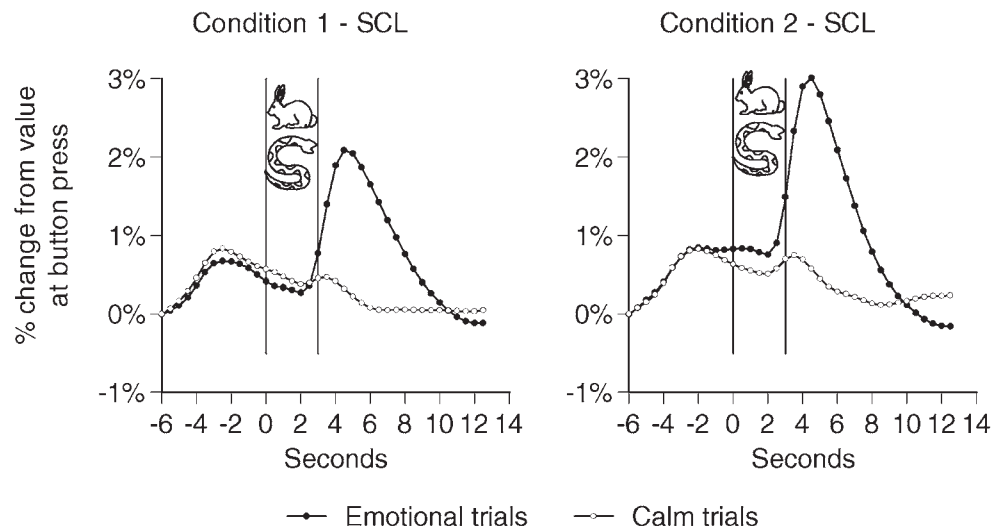 Condition 1 - SCL
Condition 2 - SCL
% change from value
at button press
3%
2%
1%
0%
-1%
-6 -4 -2 0 2 4 6 8 10 12 14
Seconds
3%
2%
1%
0%
-1%
-6 -4 -2 0 2 4 6 8 10 12 14
Seconds
Emotional trials
Calm trials